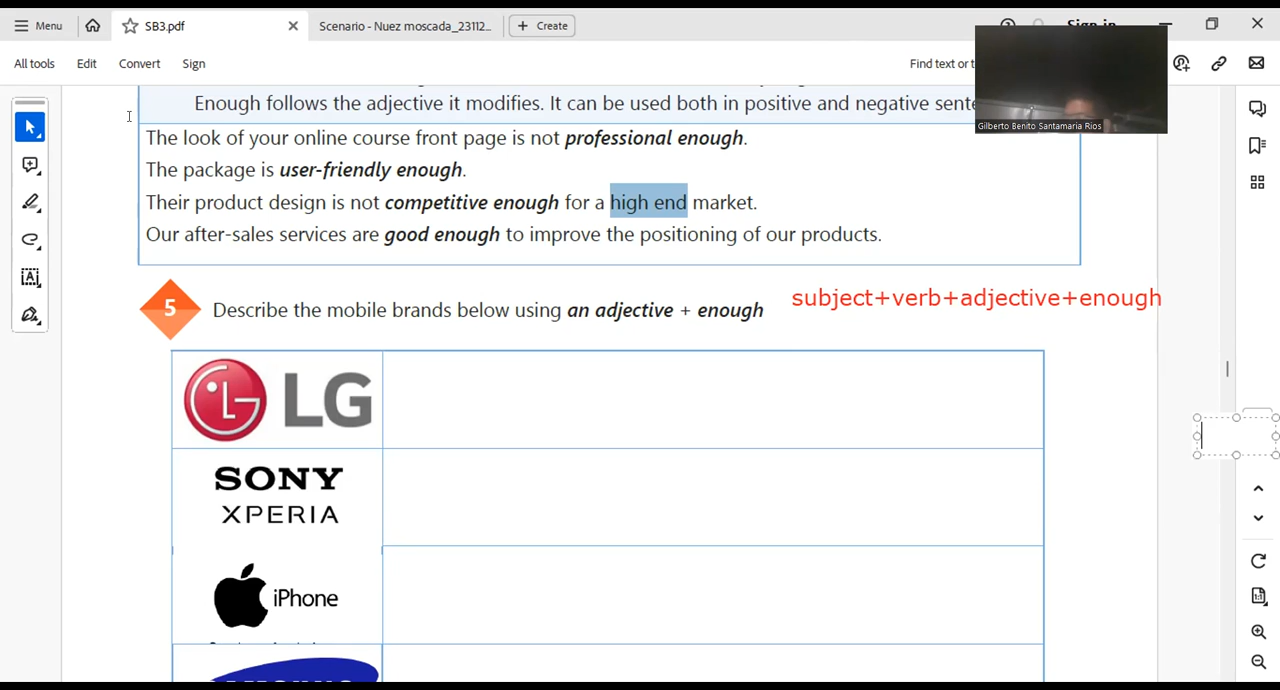 Menu
SB3.pdf
Scenario - Nuez moscada_23112...
+ Create
Sign in
All tools
Edit
Convert
Sign
Find text or t
Gilberto Benito Santamaria Rios
Enough follows the adjective it modifies. It can be used both in positive and negative sente
The look of your online course front page is not professional enough.
The package is user-friendly enough.
Their product design is not competitive enough for a high end market.
Our after-sales services are good enough to improve the positioning of our products.
5
Describe the mobile brands below using an adjective + enough
subject+verb+adjective+enough
LG
SONY
XPERIA
iPhone